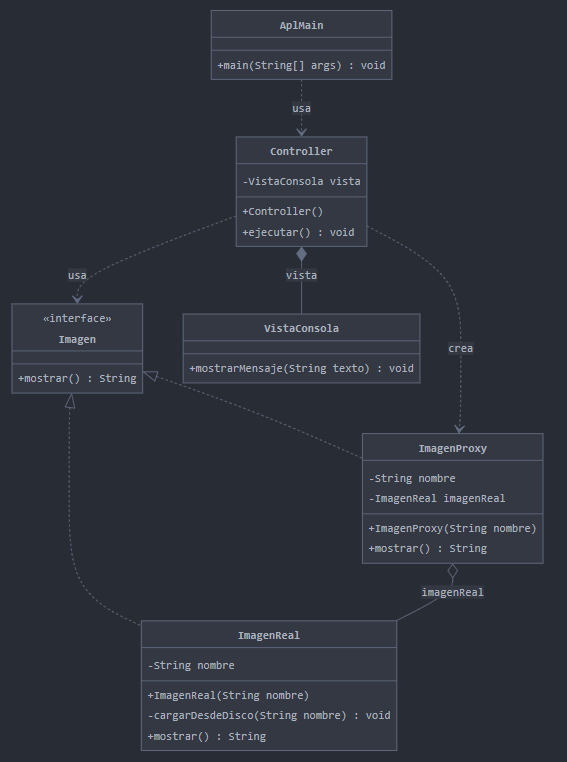 AplMain
+main(String[] args) : void
usa
Controller
-VistaConsola vista
+Controller()
+ejecutar() : void
usa
vista
«interface»
Imagen
+mostrar() : String
VistaConsola
+mostrarMensaje(String texto) : void
crea
ImagenProxy
-String nombre
-ImagenReal imagenReal
+ImagenProxy(String nombre)
+mostrar() : String
imagenReal
ImagenReal
-String nombre
+ImagenReal(String nombre)
-cargarDesdeDisco(String nombre) : void
+mostrar() : String